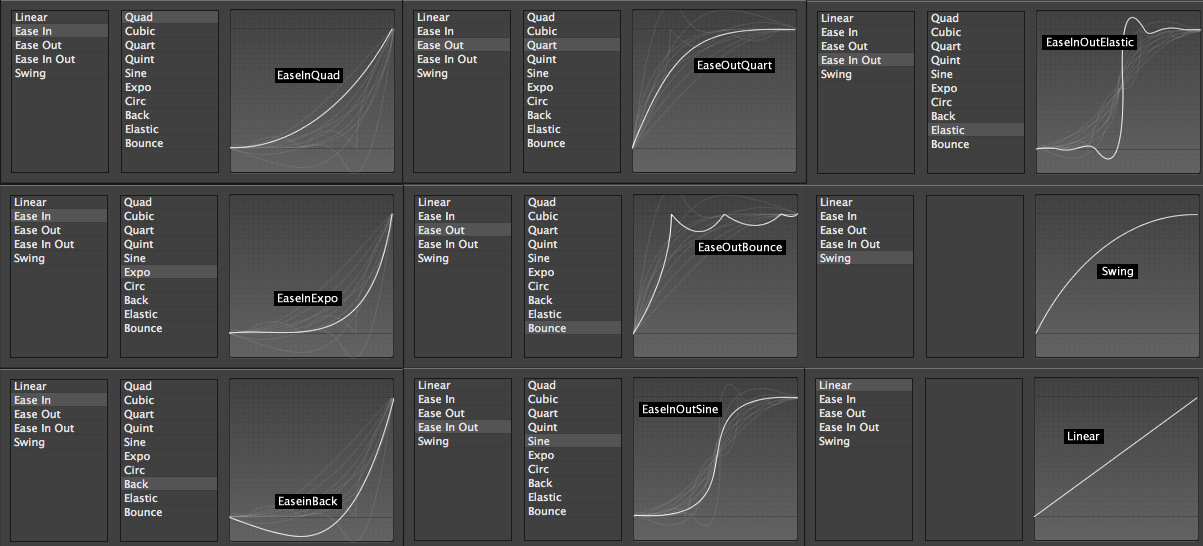 Linear
Ease In
Ease Out
Ease In Out
Swing
Quad
Cubic
Quart
Quint
Sine
Expo
Circ
Back
Elastic
Bounce
EaseInQuad
Linear
Ease In
Ease Out
Ease In Out
Swing
Quad
Cubic
Quart
Quint
Sine
Expo
Circ
Back
Elastic
Bounce
EaseOutQuart
Linear
Ease In
Ease Out
Ease In Out
Swing
Quad
Cubic
Quart
Quint
Sine
Expo
Circ
Back
Elastic
Bounce
EaseInOutElastic
Linear
Ease In
Ease Out
Ease In Out
Swing
Quad
Cubic
Quart
Quint
Sine
Expo
Circ
Back
Elastic
Bounce
EaseInExpo
Linear
Ease In
Ease Out
Ease In Out
Swing
Quad
Cubic
Quart
Quint
Sine
Expo
Circ
Back
Elastic
Bounce
EaseOutBounce
Linear
Ease In
Ease Out
Ease In Out
Swing
Swing
Linear
Ease In
Ease Out
Ease In Out
Swing
Quad
Cubic
Quart
Quint
Sine
Expo
Circ
Back
Elastic
Bounce
EaseinBack
Linear
Ease In
Ease Out
Ease In Out
Swing
Quad
Cubic
Quart
Quint
Sine
Expo
Circ
Back
Elastic
Bounce
EaseInOutSine
Linear
Ease In
Ease Out
Ease In Out
Swing
Linear